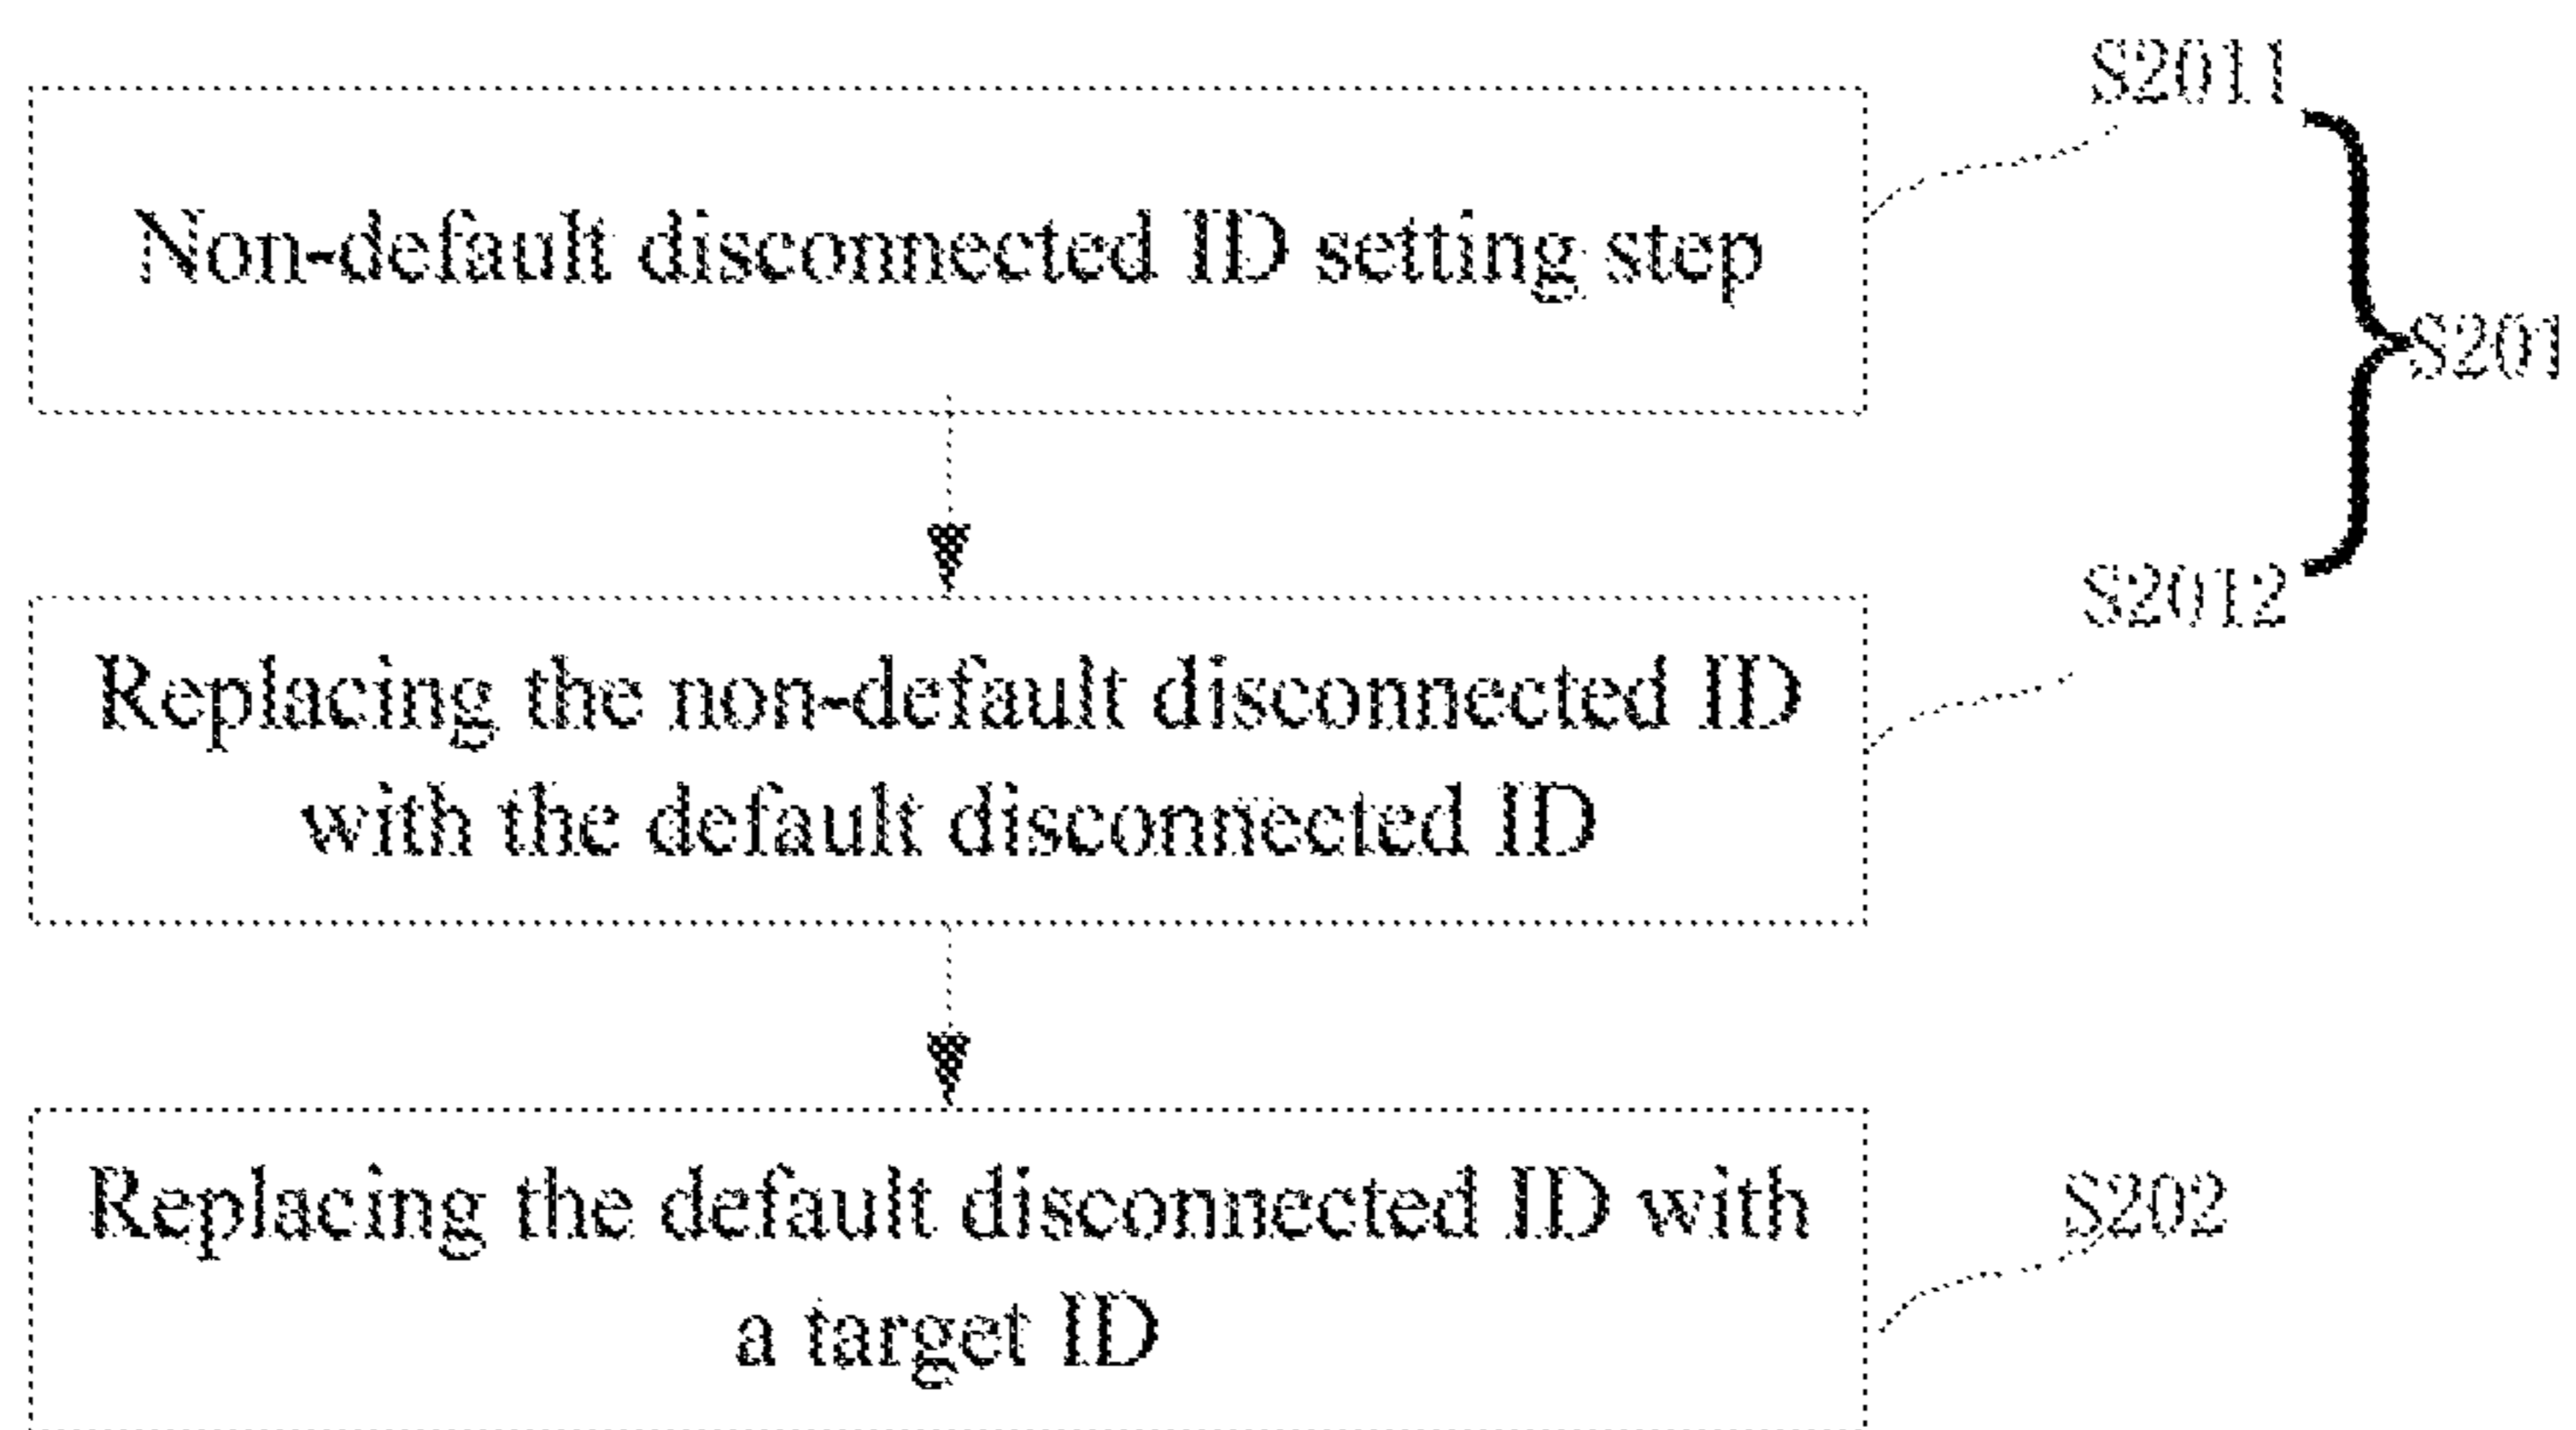 S2011
Non-default disconnected ID setting step
S201
S2012
Replacing the non-default disconnected ID
with the default disconnected ID
Replacing the default disconnected ID with
a target ID
S202